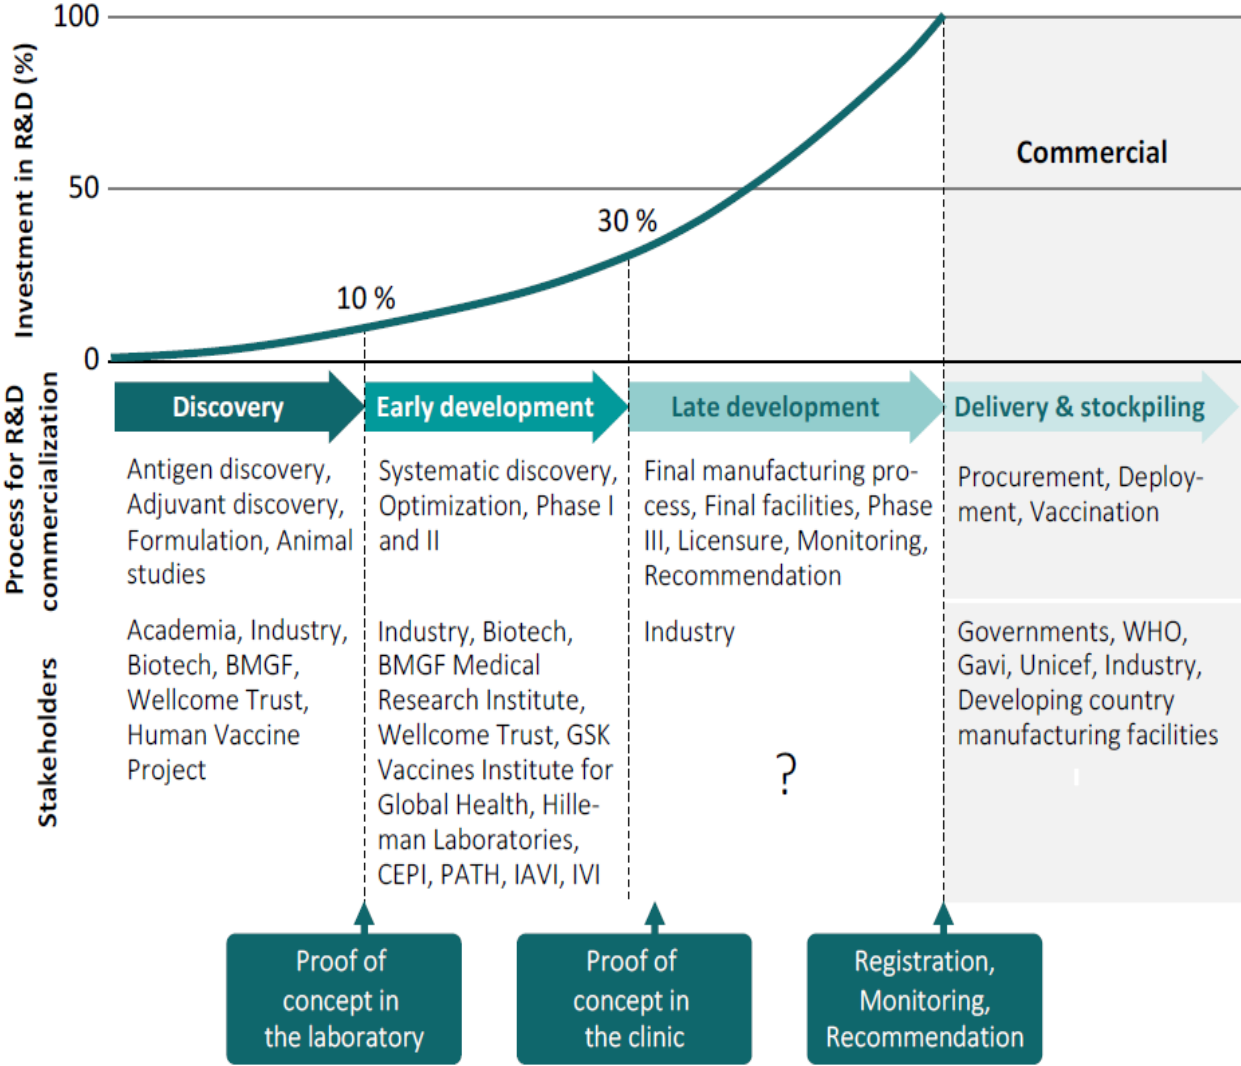 100
50
0
Investment in R&D (%)
10 %
30 %
Commercial
Process for R&D
commercialization
Discovery
Early development
Late development
Delivery & stockpiling
Antigen discovery,
Adjuvant discovery,
Formulation, Animal
studies
Systematic discovery,
Optimization, Phase I
and II
Final manufacturing pro-
cess, Final facilities, Phase
III, Licensure, Monitoring,
Recommendation
Procurement, Deploy-
ment, Vaccination
Stakeholders
Academia, Industry,
Biotech, BMGF,
Wellcome Trust,
Human Vaccine
Project
Industry, Biotech,
BMGF Medical
Research Institute,
Wellcome Trust, GSK
Vaccines Institute for
Global Health, Hille-
man Laboratories,
CEPI, PATH, IAVI, IVI
Industry
?
Governments, WHO,
Gavi, Unicef, Industry,
Developing country
manufacturing facilities
Proof of
concept in
the laboratory
Proof of
concept in
the clinic
Registration,
Monitoring,
Recommendation